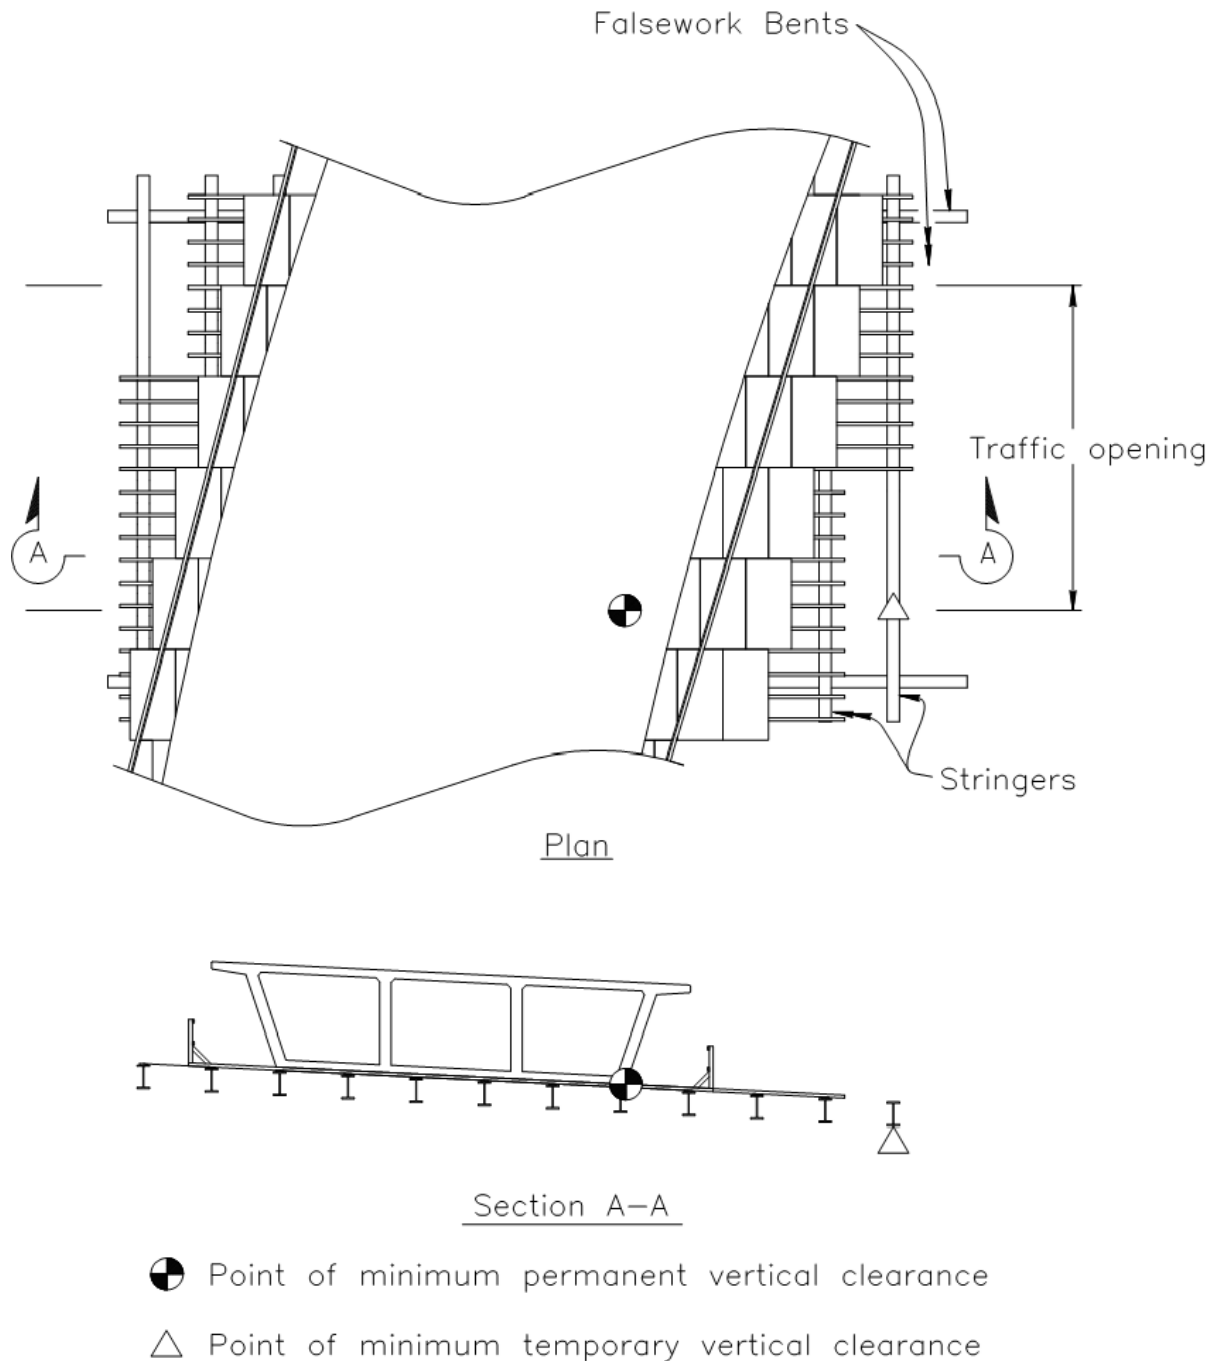 Falsework Bents
Traffic opening
A
A
Stringers
Plan
Section A-A
Point of minimum permanent vertical clearance
Point of minimum temporary vertical clearance